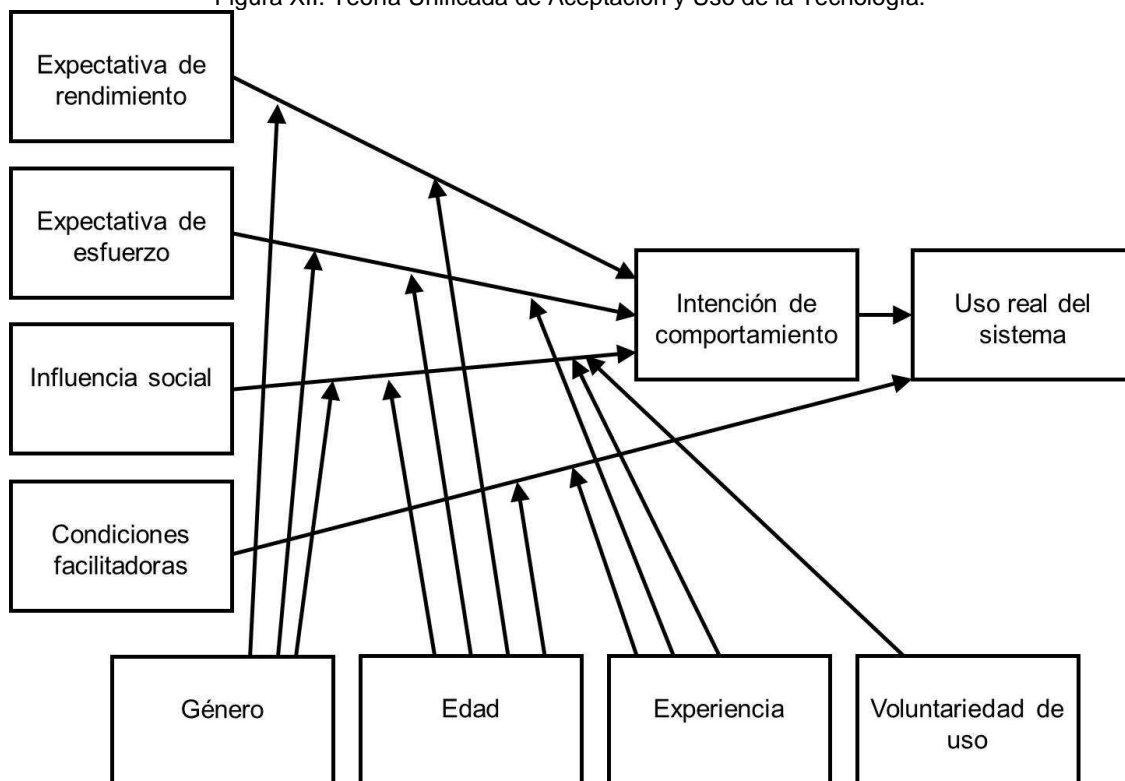 Figura XII. Teoría Unificada de Aceptación y Uso de la Tecnología.
Expectativa de
rendimiento
Expectativa de
esfuerzo
Influencia social
Condiciones
facilitadoras
Intención de
comportamiento
Uso real del
sistema
Género
Edad
Experiencia
Voluntariedad de
uso